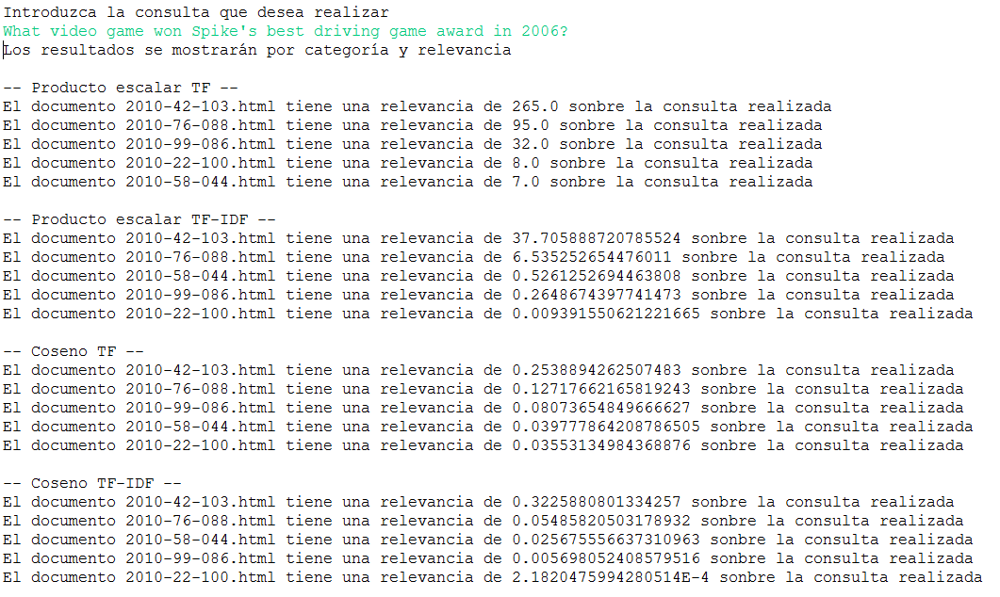 Introduzca la consulta que desea realizar
What video game won Spike's best driving game award in 2006?
Los resultados se mostrarán por categoría y relevancia
-- Producto escalar TF --
El documento 2010-42-103.html tiene una relevancia de 265.0 sonbre la consulta realizada
El documento 2010-76-088.html tiene una relevancia de 95.0 sonbre la consulta realizada
El documento 2010-99-086.html tiene una relevancia de 32.0 sonbre la consulta realizada
El documento 2010-22-100.html tiene una relevancia de 8.0 sonbre la consulta realizada
El documento 2010-58-044.html tiene una relevancia de 7.0 sonbre la consulta realizada
-- Producto escalar TF-IDF --
El documento 2010-42-103.html tiene una relevancia de 37.705888720785524 sonbre la consulta realizada
El documento 2010-76-088.html tiene una relevancia de 6.535252654476011 sonbre la consulta realizada
El documento 2010-58-044.html tiene una relevancia de 0.5261252694463808 sonbre la consulta realizada
El documento 2010-99-086.html tiene una relevancia de 0.2648674397741473 sonbre la consulta realizada
El documento 2010-22-100.html tiene una relevancia de 0.009391550621221665 sonbre la consulta realizada
-- Coseno TF --
El documento 2010-42-103.html tiene una relevancia de 0.2538894262507483 sonbre la consulta realizada
El documento 2010-76-088.html tiene una relevancia de 0.12717662165819243 sonbre la consulta realizada
El documento 2010-99-086.html tiene una relevancia de 0.08073654849666627 sonbre la consulta realizada
El documento 2010-58-044.html tiene una relevancia de 0.039777864208786505 sonbre la consulta realizada
El documento 2010-22-100.html tiene una relevancia de 0.03553134984368876 sonbre la consulta realizada
-- Coseno TF-IDF --
El documento 2010-42-103.html tiene una relevancia de 0.3225880801334257 sonbre la consulta realizada
El documento 2010-76-088.html tiene una relevancia de 0.05485820503178932 sonbre la consulta realizada
El documento 2010-58-044.html tiene una relevancia de 0.025675556637310963 sonbre la consulta realizada
El documento 2010-99-086.html tiene una relevancia de 0.005698052408579516 sonbre la consulta realizada
El documento 2010-22-100.html tiene una relevancia de 2.1820475994280514E-4 sonbre la consulta realizada